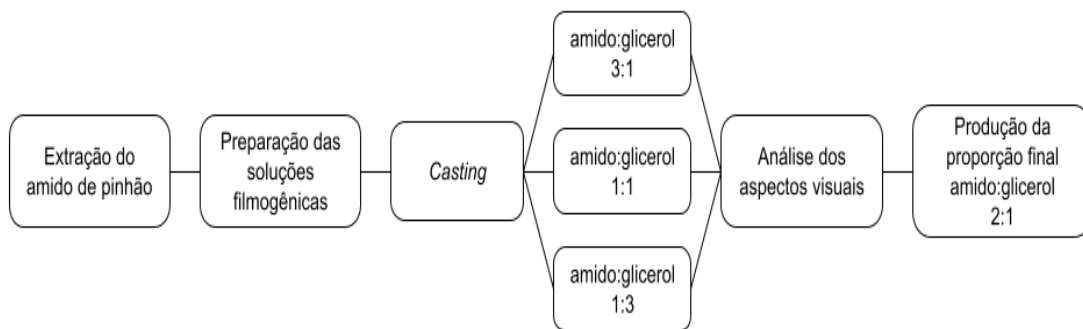 Extração do
amido de pinhão
Preparação das
soluções
filmogênicas
Casting
amido:glicerol
3:1
amido:glicerol
1:1
amido:glicerol
1:3
Análise dos
aspectos visuais
Produção da
proporção final
amido:glicerol
2:1